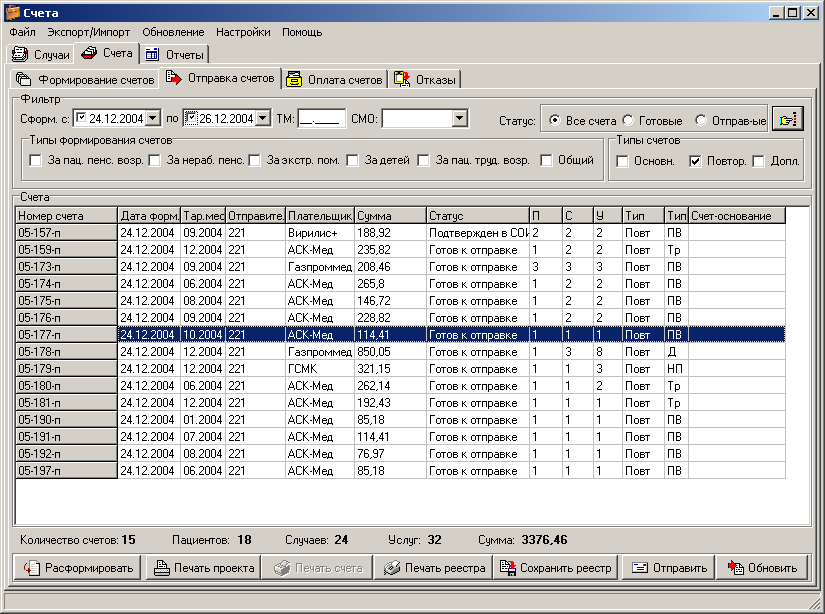 Счета
Файл Экспорт/Импорт Обновление Настройки Помощь
Случаи Счета Отчеты
Формирование счетов Отправка счетов Оплата счетов Отказы
Фильтр
Сформ. с: 24.12.2004 по 26.12.2004 ТМ: __.____ СМО: Статус: Все счета Готовые Отправ-ые
Типы формирования счетов Типы счетов
За пац. пенс. возр. За нераб. пенс. За экстр. пом. За детей За пац. труд. возр. Общий Основн. Повтор. Допл.
Счета
Номер счета Дата форм. Тар.мес Отправите. Плательщик Сумма Статус П С У Тип Тип Счет-основание
05-157-п 24.12.2004 09.2004 221 Вирилис+ 188,92 Подтвержден в СОИ 2 2 2 Повт ПВ
05-159-п 24.12.2004 12.2004 221 АСК-Мед 235,82 Готов к отправке 1 2 2 Повт Тр
05-173-п 24.12.2004 09.2004 221 Газпроммед 208,46 Готов к отправке 3 3 3 Повт ПВ
05-174-п 24.12.2004 06.2004 221 АСК-Мед 265,8 Готов к отправке 1 2 2 Повт ПВ
05-175-п 24.12.2004 08.2004 221 АСК-Мед 146,72 Готов к отправке 1 2 2 Повт ПВ
05-176-п 24.12.2004 09.2004 221 АСК-Мед 228,82 Готов к отправке 1 2 2 Повт ПВ
05-177-п 24.12.2004 10.2004 221 АСК-Мед 114,41 Готов к отправке 1 1 1 Повт ПВ
05-178-п 24.12.2004 12.2004 221 Газпроммед 850,05 Готов к отправке 1 3 8 Повт Д
05-179-п 24.12.2004 12.2004 221 ГСМК 321,15 Готов к отправке 1 1 3 Повт НП
05-180-п 24.12.2004 06.2004 221 АСК-Мед 262,14 Готов к отправке 1 1 2 Повт Тр
05-181-п 24.12.2004 12.2004 221 АСК-Мед 192,43 Готов к отправке 1 1 1 Повт Тр
05-190-п 24.12.2004 01.2004 221 АСК-Мед 85,18 Готов к отправке 1 1 1 Повт ПВ
05-191-п 24.12.2004 07.2004 221 АСК-Мед 114,41 Готов к отправке 1 1 1 Повт ПВ
05-192-п 24.12.2004 08.2004 221 АСК-Мед 76,97 Готов к отправке 1 1 1 Повт ПВ
05-197-п 24.12.2004 06.2004 221 АСК-Мед 85,18 Готов к отправке 1 1 1 Повт ПВ
Количество счетов: 15 Пациентов: 18 Случаев: 24 Услуг: 32 Сумма: 3376,46
Расформировать Печать проекта Печать счета Печать реестра Сохранить реестр Отправить Обновить